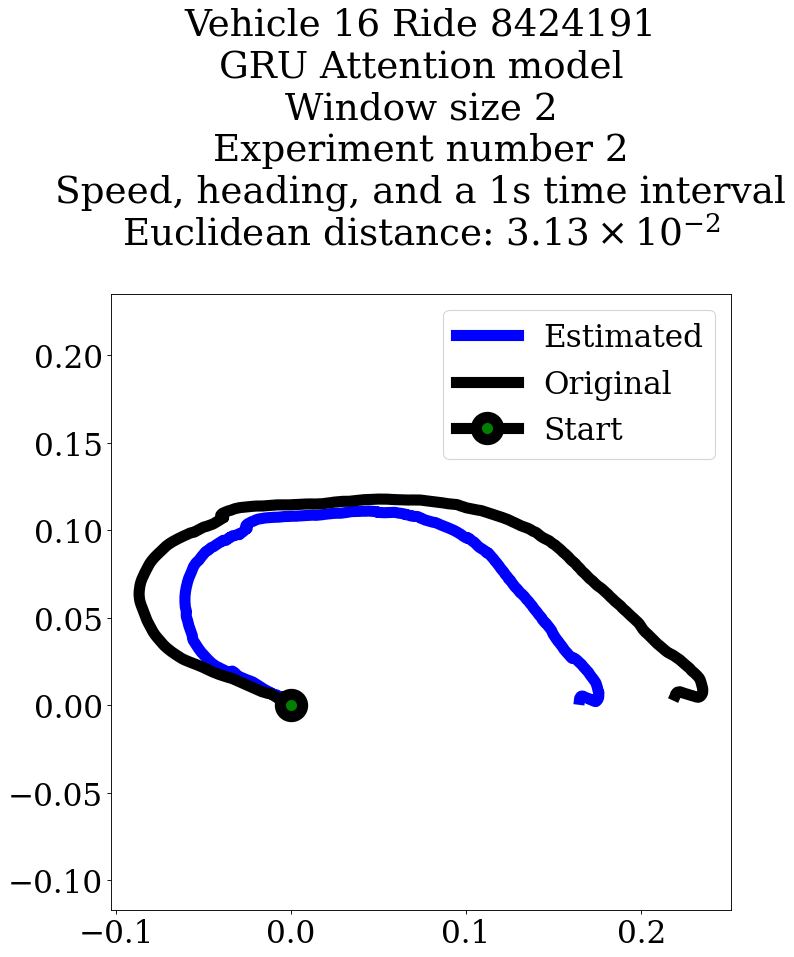 Vehicle 16 Ride 8424191
GRU Attention model
Window size 2
Experiment number 2
Speed, heading, and a 1s time interval
Euclidean distance: 3.13 × 10⁻²
Estimated
Original
Start
0.20
0.15
0.10
0.05
0.00
−0.05
−0.10
−0.1 0.0 0.1 0.2